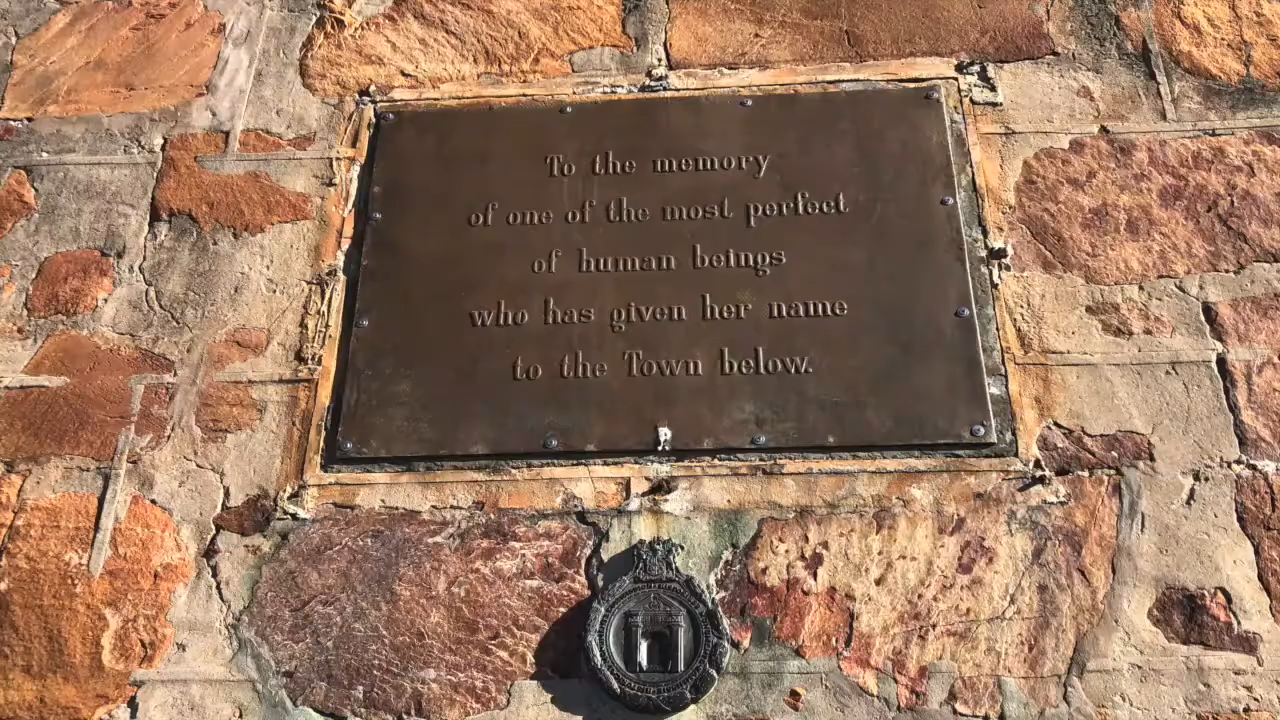 To the memory
of one of the most perfect
of human beings
who has given her name
to the Town below.